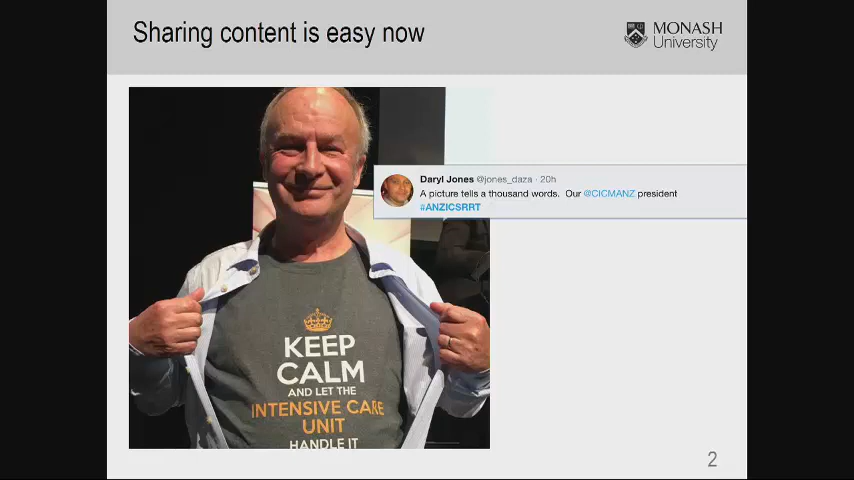 Sharing content is easy now
MONASH
University
Daryl Jones @jones_daza · 20h
A picture tells a thousand words. Our @CICMANZ president
#ANZICSRRT
KEEP
CALM
AND LET THE
INTENSIVE CARE
UNIT
HANDLE IT
2